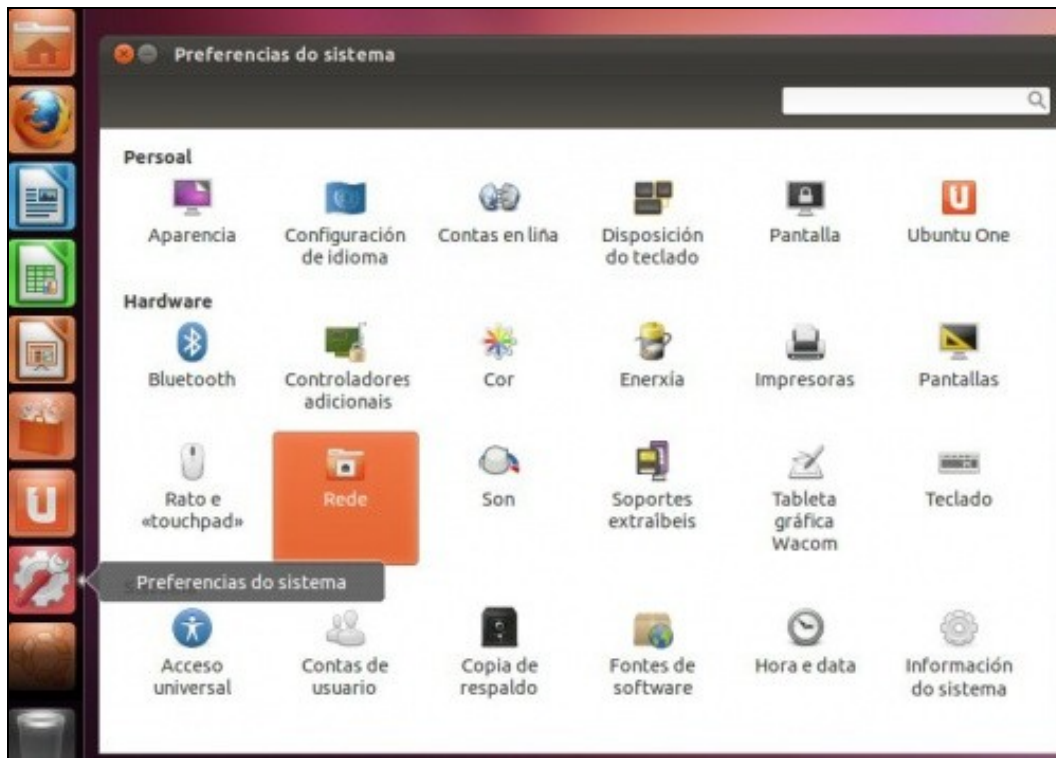 Preferencias do sistema
Persoal
Aparencia
Configuración
de idioma
Contas en liña
Disposición
do teclado
Pantalla
Ubuntu One
Hardware
Bluetooth
Controladores
adicionais
Cor
Enerxía
Impresoras
Pantallas
Rato e
«touchpad»
Rede
Son
Soportes
extraîbeis
Tableta
gráfica
Wacom
Teclado
Preferencias do sistema
Acceso
universal
Contas de
usuario
Copia de
respaldo
Fontes de
software
Hora e data
Información
do sistema